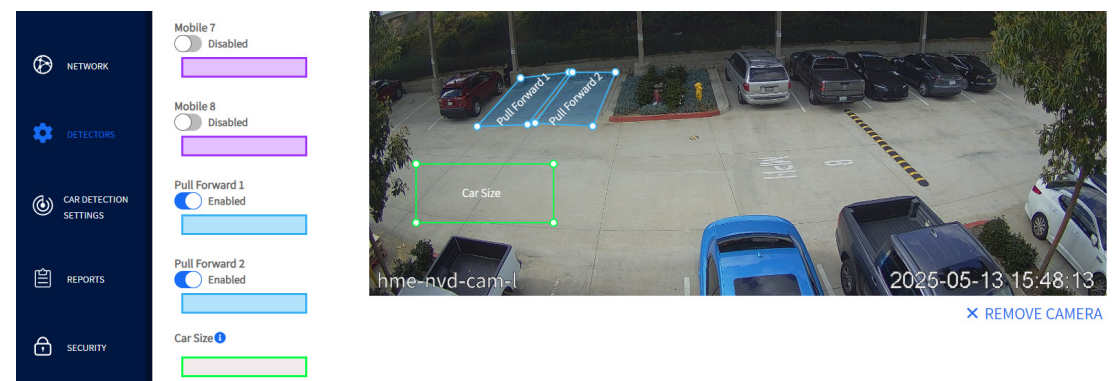 NETWORK
DETECTORS
CAR DETECTION
SETTINGS
REPORTS
SECURITY
Mobile 7
Disabled
Mobile 8
Disabled
Pull Forward 1
Enabled
Pull Forward 2
Enabled
Car Size
Pull Forward 1
Pull Forward 2
Car Size
MPH
8
hme-nvd-cam-l
2025-05-13 15:48:13
REMOVE CAMERA